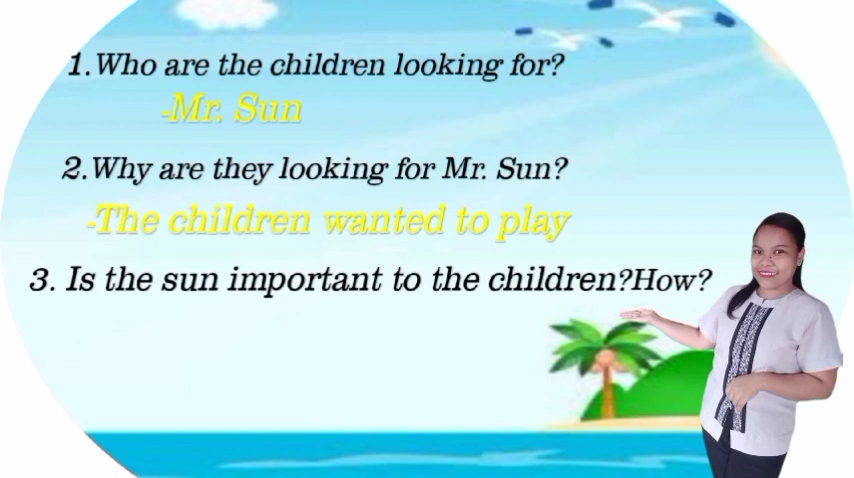 1.Who are the children looking for?
-Mr. Sun
2.Why are they looking for Mr. Sun?
-The children wanted to play
3. Is the sun important to the children?How?